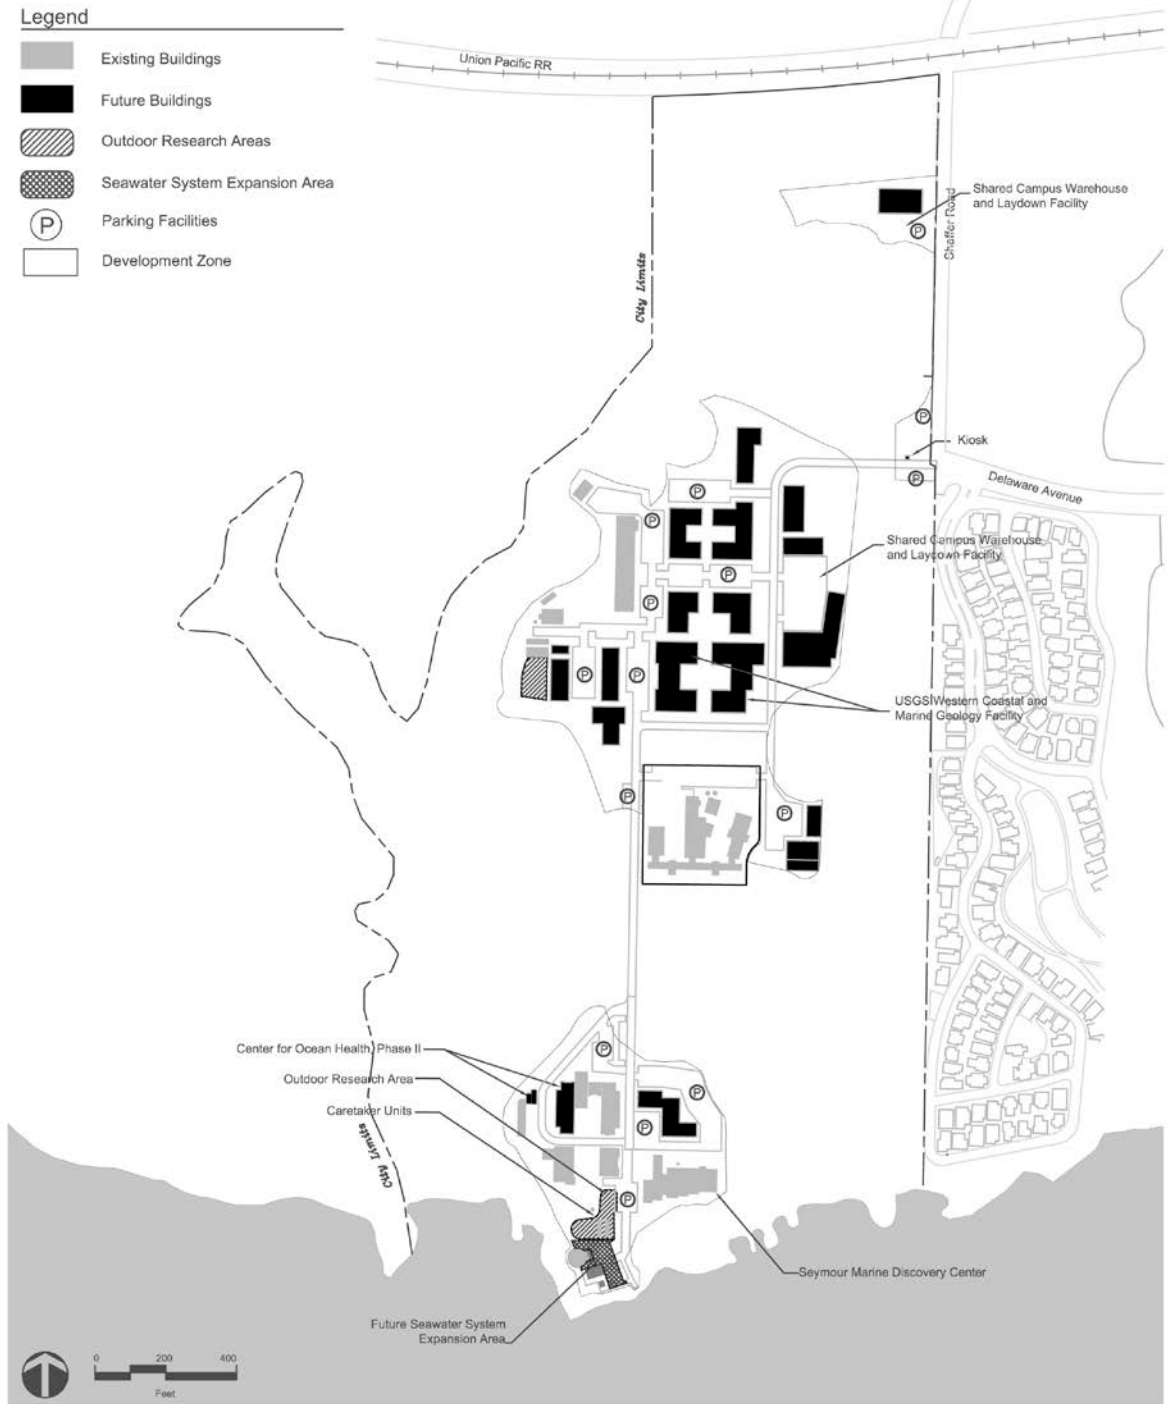 Legend
Existing Buildings
Future Buildings
Outdoor Research Areas
Seawater System Expansion Area
P
Parking Facilities
Development Zone
Union Pacific RR
Shared Campus Warehouse
and Laydown Facility
P
Shaffer Road
City Limits
P
Kiosk
P
Delaware Avenue
P
P
Shared Campus Warehouse
and Laydown Facility
P
P
P
P
USGS Western Coastal and
Marine Geology Facility
P
P
Center for Ocean Health, Phase II
P
Outdoor Research Area
P
Caretaker Units
P
City Limits
P
Seymour Marine Discovery Center
Future Seawater System
Expansion Area
0 200 400
Feet